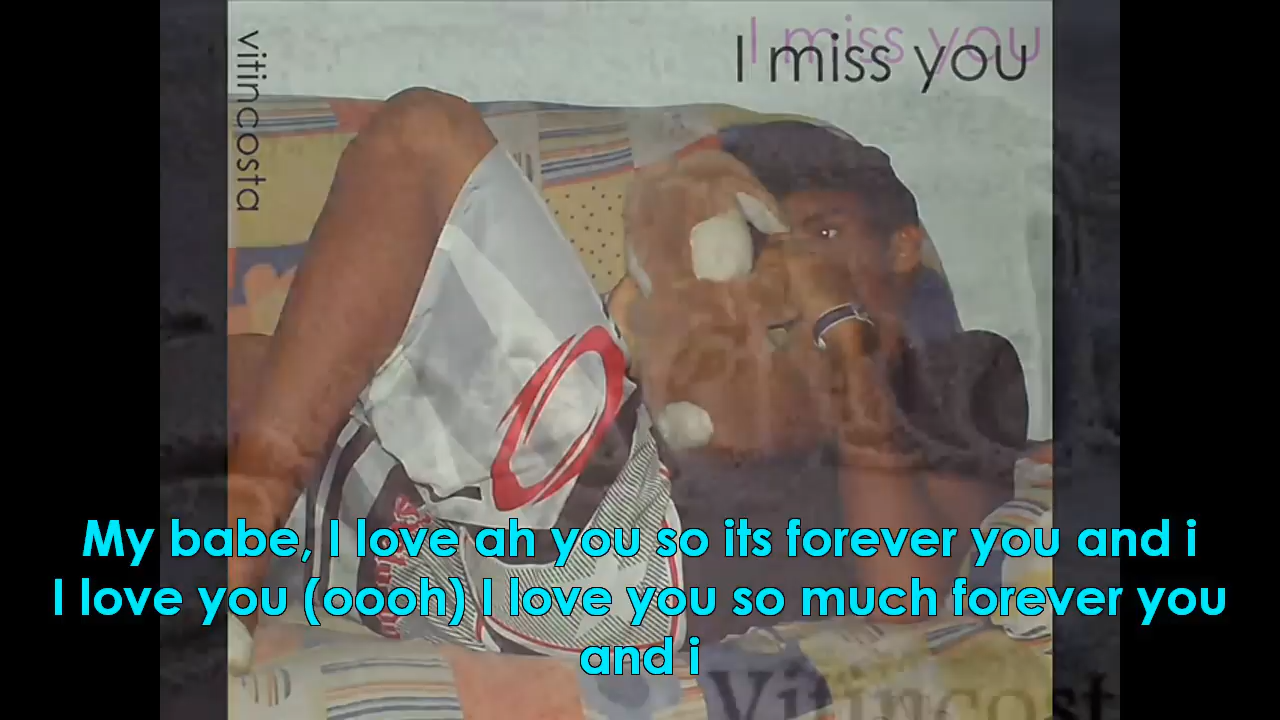 I miss you
I miss you
vitincosta
My babe, I love ah you so its forever you and i
I love you (oooh) I love you so much forever you
and i
Vitincost